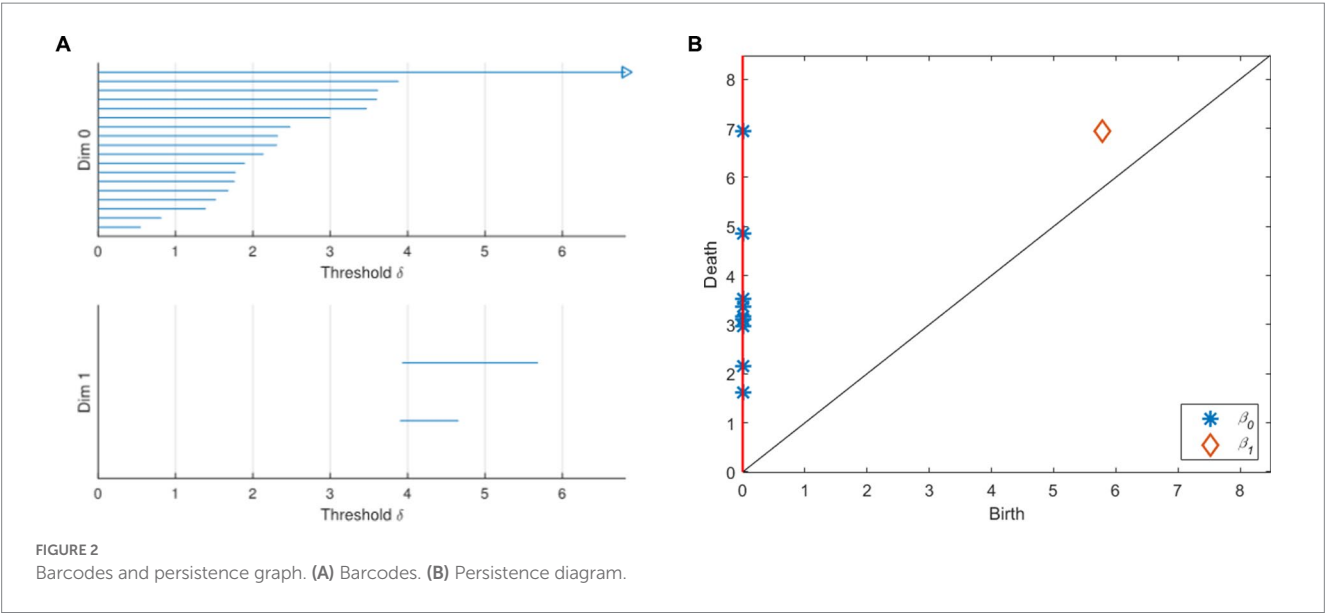 A
Dim 0
0 1 2 3 4 5 6
Threshold δ
Dim 1
0 1 2 3 4 5 6
Threshold δ
B
Death
8
7
6
5
4
3
2
1
0
0 1 2 3 4 5 6 7 8
Birth
β0
β1
FIGURE 2
Barcodes and persistence graph. (A) Barcodes. (B) Persistence diagram.